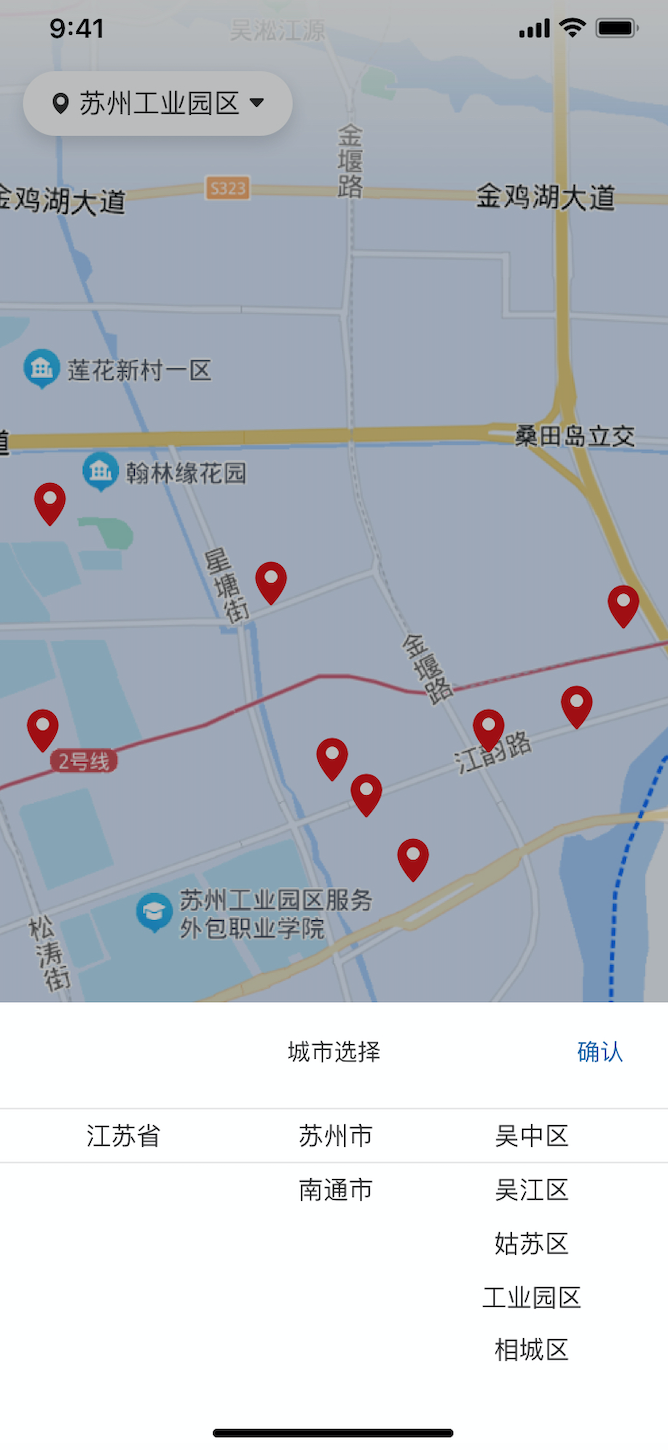 9:41
吴淞江源
苏州工业园区
金堰路
S323
金鸡湖大道
金鸡湖大道
莲花新村一区
道
桑田岛立交
翰林缘花园
星塘街
金堰路
江韵路
2号线
苏州工业园区服务
外包职业学院
松涛街
城市选择
确认
江苏省
苏州市
吴中区
南通市
吴江区
姑苏区
工业园区
相城区